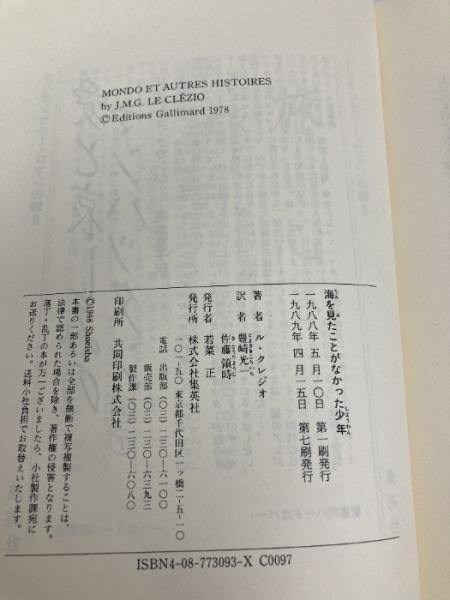 MONDO ET AUTRES HISTOIRES
by J.M.G. LE CLÉZIO
©Editions Gallimard 1978
海を見たことがなかった少年
一九八八年 五月一〇日 第一刷発行
一九八九年 四月一五日 第七刷発行
著者 ル・クレジオ
訳者 豊崎光一
佐藤領時
発行者 若菜 正
発行所 株式会社集英社
一〇一-五〇 東京都千代田区一ッ橋二-五-一〇
電話 出版部(〇三)二三〇-六一〇〇
販売部(〇三)二三〇-六三九三
製作課(〇三)二三〇-六〇八〇
印刷所 共同印刷株式会社
©1988 Shueisha
本書の一部あるいは全部を無断で複写複製することは、
法律で認められた場合を除き、著作権の侵害となります。
落丁・乱丁の本が万一ございましたら、小社製作課宛に
お送りください。送料小社負担でお取替えいたします。
ISBN4-08-773093-X C0097